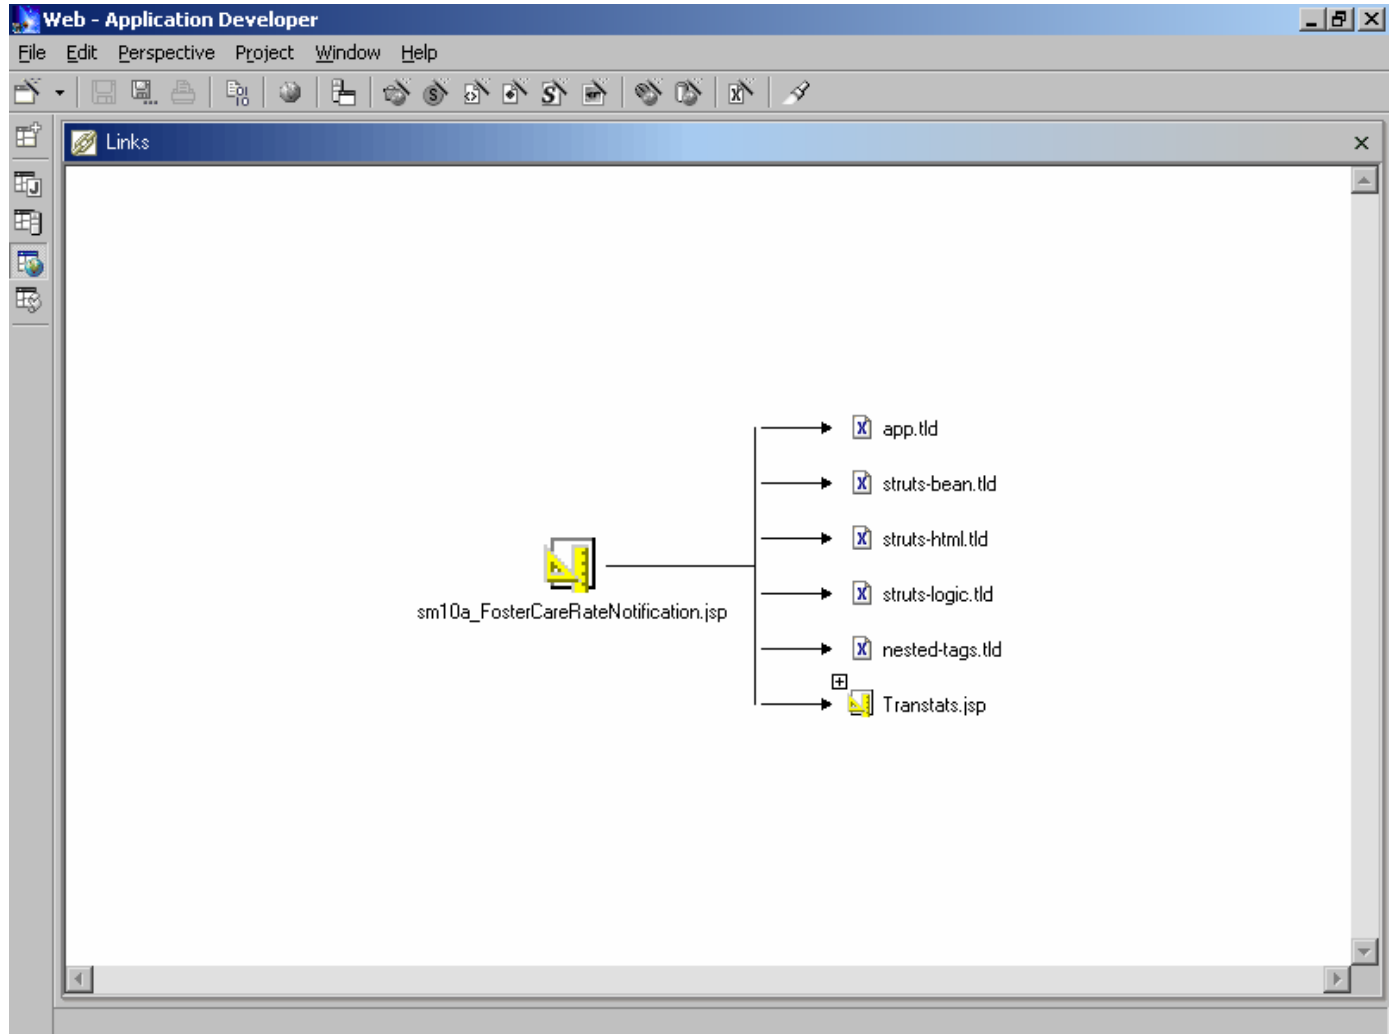 Web - Application Developer
File Edit Perspective Project Window Help
Links
app.tld
struts-bean.tld
struts-html.tld
sm10a_FosterCareRateNotification.jsp
struts-logic.tld
nested-tags.tld
Transtats.jsp